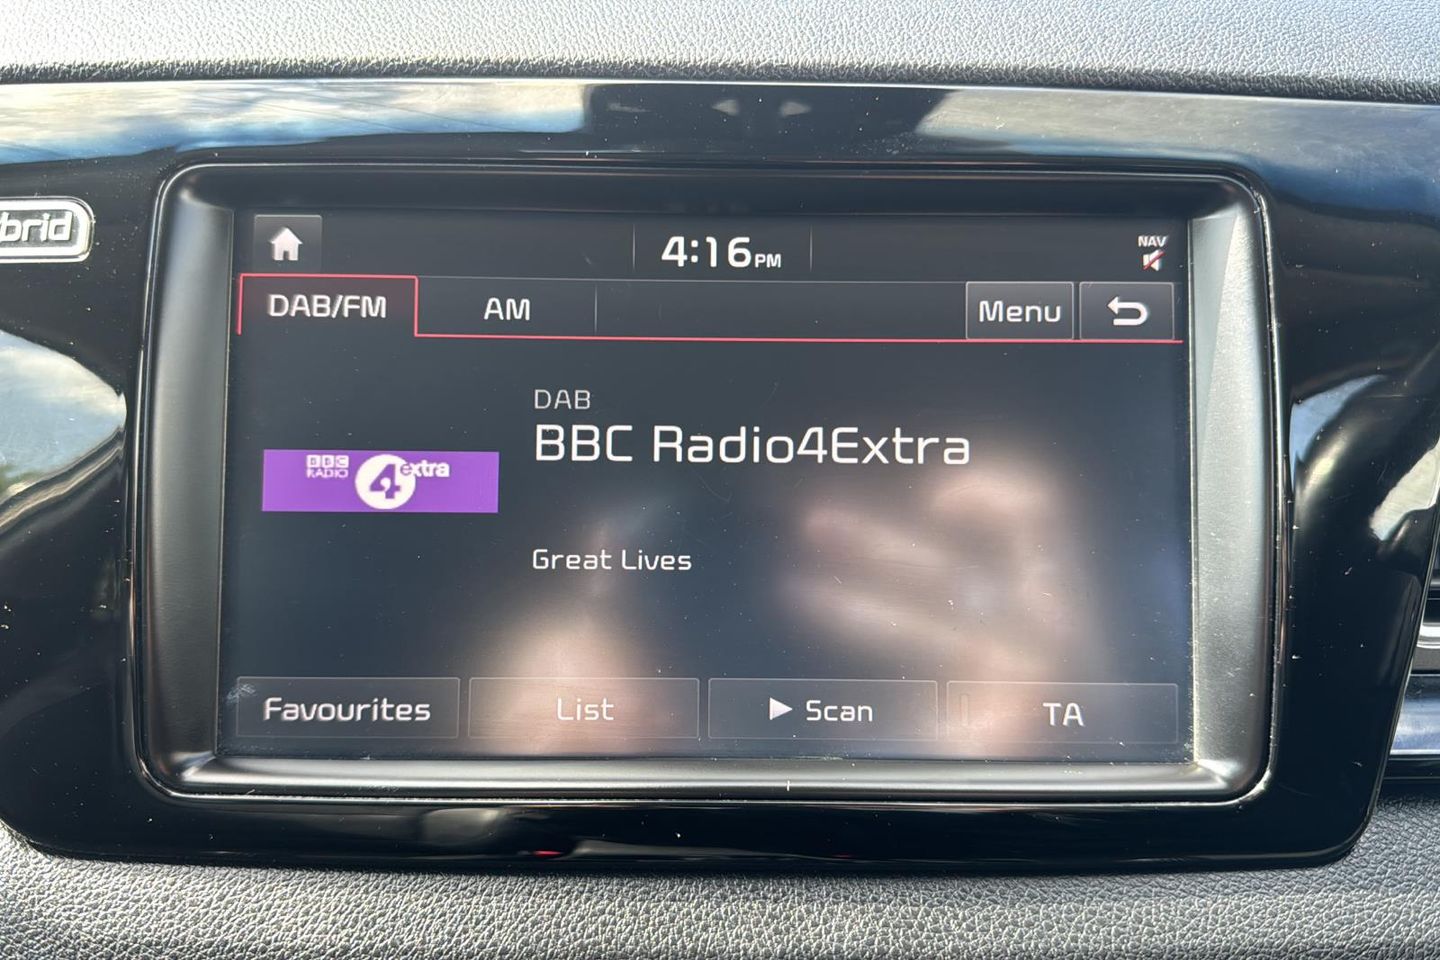 brid
4:16PM
NAV
DAB/FM
AM
Menu
DAB
BBC Radio4Extra
BBC
RADIO
4
extra
Great Lives
Favourites
List
Scan
TA